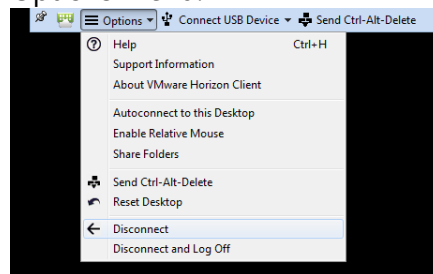 Options ▾ Connect USB Device ▾ Send Ctrl-Alt-Delete
Help Ctrl+H
Support Information
About VMware Horizon Client
Autoconnect to this Desktop
Enable Relative Mouse
Share Folders
Send Ctrl-Alt-Delete
Reset Desktop
Disconnect
Disconnect and Log Off